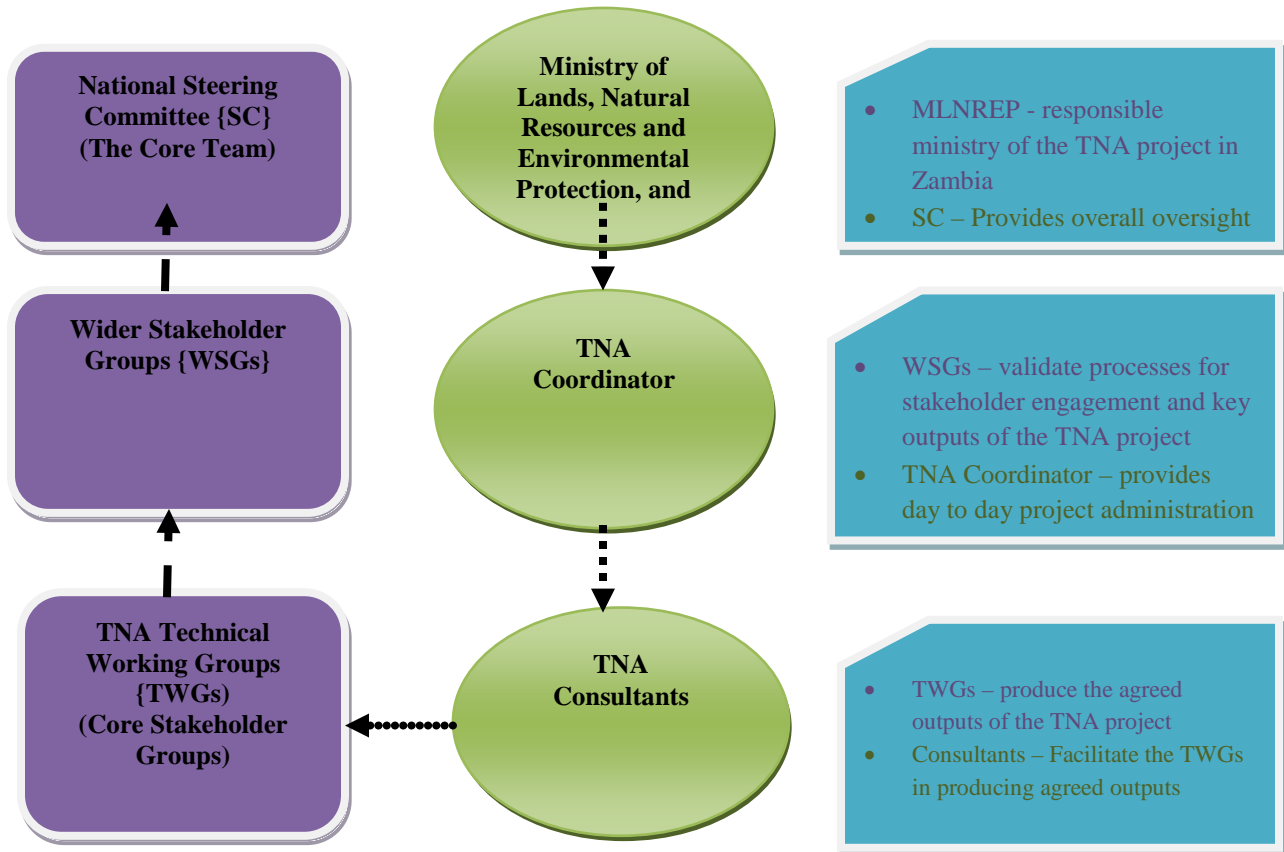 National Steering
Committee {SC}
(The Core Team)
Ministry of
Lands, Natural
Resources and
Environmental
Protection, and
• MLNREP - responsible
ministry of the TNA project in
Zambia
• SC – Provides overall oversight
Wider Stakeholder
Groups {WSGs}
TNA
Coordinator
• WSGs – validate processes for
stakeholder engagement and key
outputs of the TNA project
• TNA Coordinator – provides
day to day project administration
TNA Technical
Working Groups
{TWGs)
(Core Stakeholder
Groups)
TNA
Consultants
• TWGs – produce the agreed
outputs of the TNA project
• Consultants – Facilitate the TWGs
in producing agreed outputs